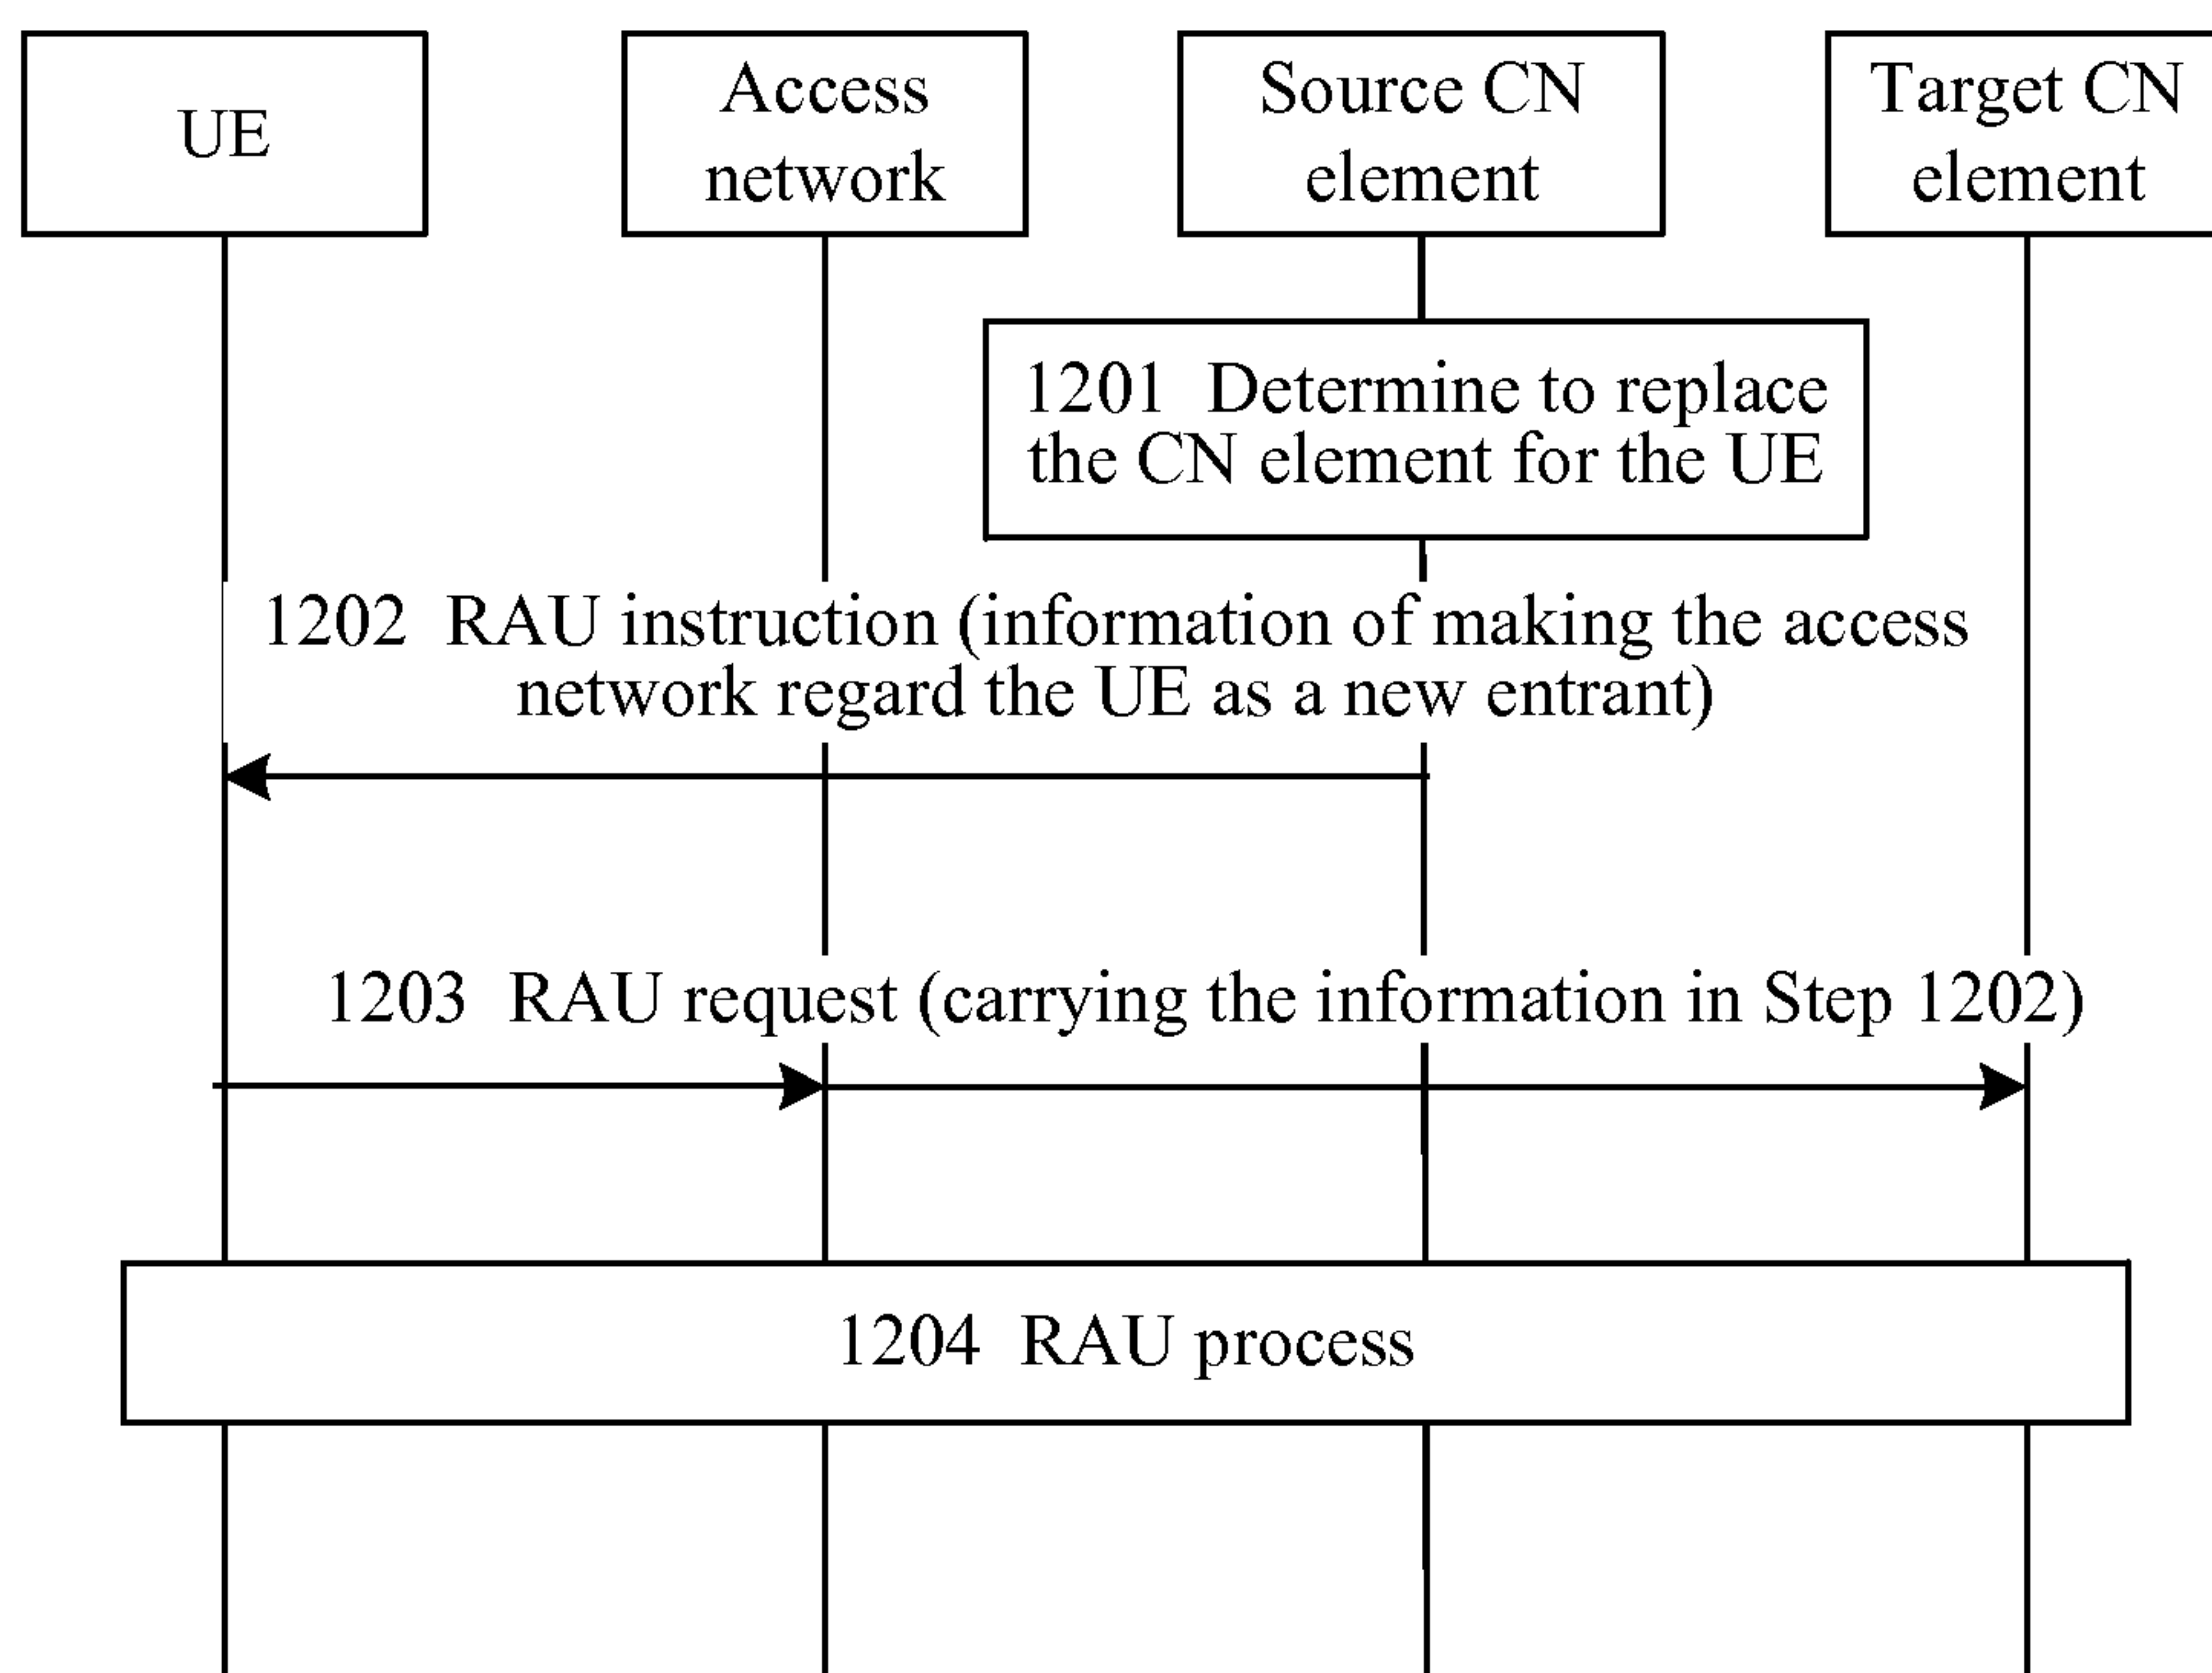 UE
Access
network
Source CN
element
Target CN
element
1201 Determine to replace
the CN element for the UE
1202 RAU instruction (information of making the access
network regard the UE as a new entrant)
1203 RAU request (carrying the information in Step 1202)
1204 RAU process